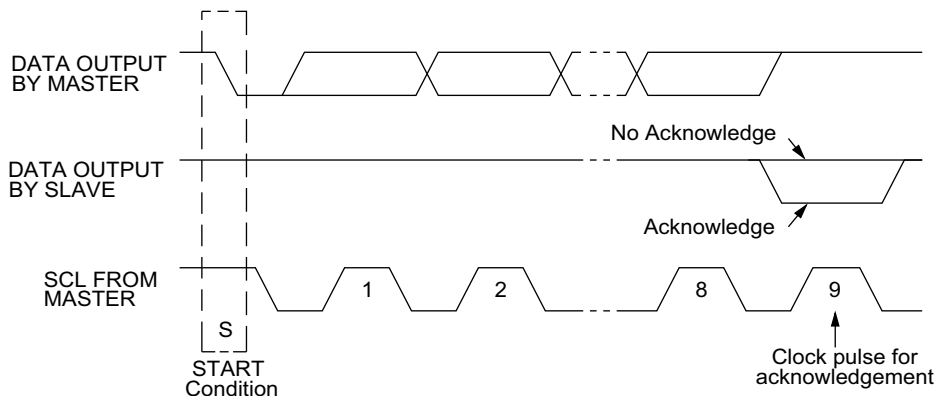 DATA OUTPUT
BY MASTER
No Acknowledge
DATA OUTPUT
BY SLAVE
Acknowledge
SCL FROM
MASTER
1
2
8
9
S
START
Condition
Clock pulse for
acknowledgement